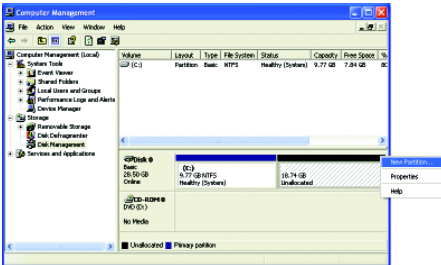 Computer Management
File Action View Window Help
Computer Management (Local)
System Tools
Event Viewer
Shared Folders
Local Users and Groups
Performance Logs and Alerts
Device Manager
Storage
Removable Storage
Disk Defragmenter
Disk Management
Services and Applications
Volume Layout Type File System Status Capacity Free Space %
(C:) Partition Basic NTFS Healthy (System) 9.77 GB 7.84 GB 80
Disk 0
Basic
28.50 GB
Online
(C:)
9.77 GB NTFS
Healthy (System)
18.74 GB
Unallocated
CD-ROM 0
DVD (D:)
No Media
Unallocated Primary partition
New Partition...
Properties
Help